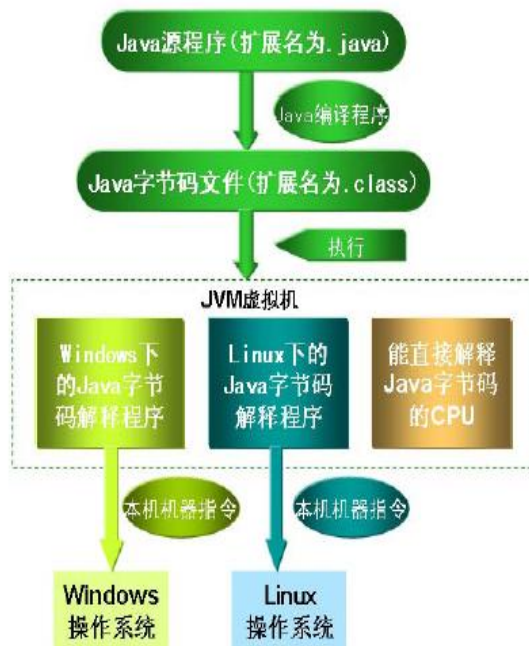 Java源程序(扩展名为.java)
Java编译程序
Java字节码文件(扩展名为.class)
执行
JVM虚拟机
Windows下
的Java字节
码解释程序
Linux下的
Java字节码
解释程序
能直接解释
Java字节码
的CPU
本机机器指令
本机机器指令
Windows
操作系统
Linux
操作系统